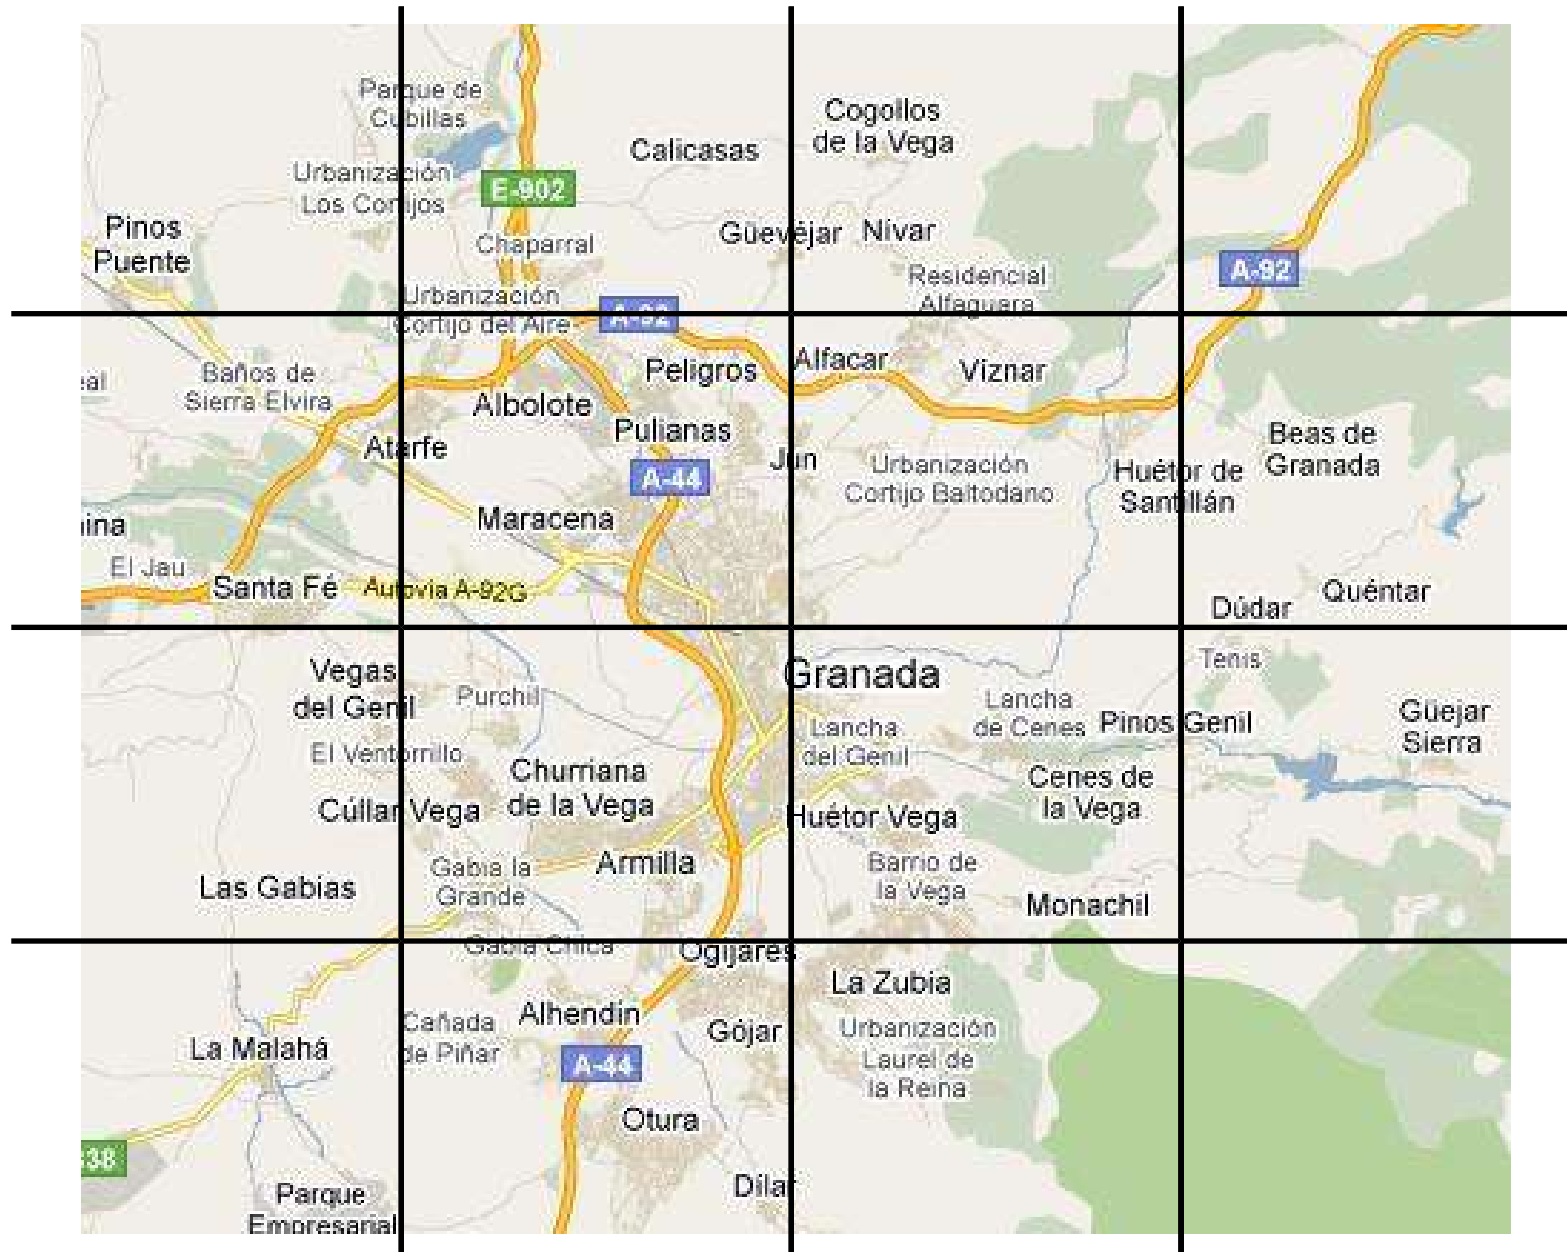 Parque de
Cubillas
Cogollos
de la Vega
Calicasas
Urbanización
Los Cortijos
E-902
Pinos
Puente
Chaparral
Güevéjar
Nívar
A-92
Residencial
Alfaguara
Urbanización
Cortijo del Aire
A-92
Baños de
Sierra Elvira
Peligros
Alfacar
Víznar
Albolote
Pulianas
Atarfe
Jun
A-44
Urbanización
Cortijo Baltodano
Huétor de
Santillán
Beas de
Granada
Maracena
ina
El Jau
Santa Fé
Autovía A-92G
Dúdar
Quéntar
Vegas
del Genil
Purchil
Granada
Tenis
Lancha
de Cenes
Pinos Genil
Güejar
Sierra
Lancha
del Genil
El Ventorrillo
Churriana
de la Vega
Cenes de
la Vega
Cúllar Vega
Huétor Vega
Armilla
Barrio de
la Vega
Gabia la
Grande
Las Gabias
Monachil
Gabia Chica
Ogíjares
La Zubia
Alhendín
Cañada
de Piñar
Gójar
Urbanización
Laurel de
la Reina
La Malahá
A-44
Otura
38
Dílar
Parque
Empresarial